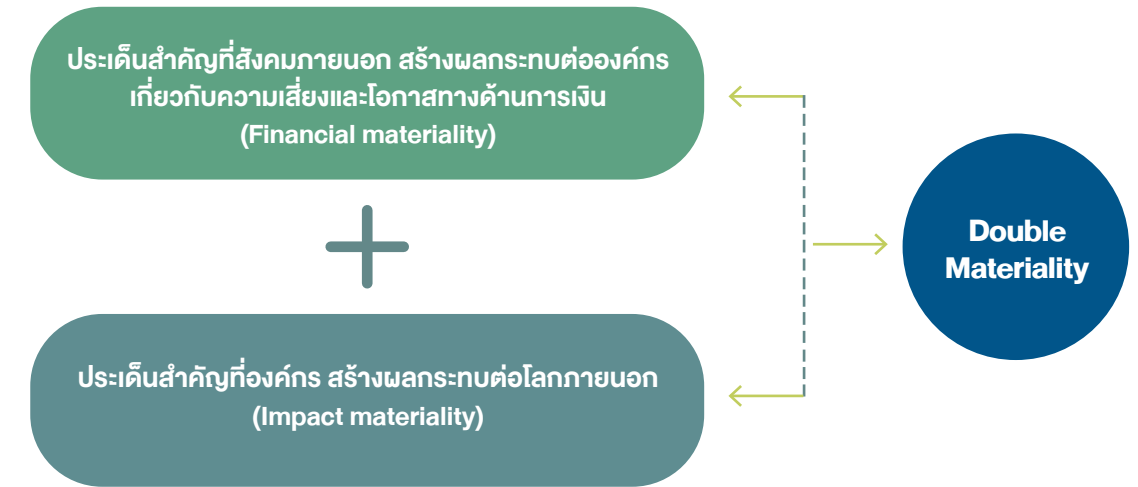 ประเด็นสำคัญที่สังคมภายนอก สร้างผลกระทบต่อองค์กร
เกี่ยวกับความเสี่ยงและโอกาสทางด้านการเงิน
(Financial materiality)
ประเด็นสำคัญที่องค์กร สร้างผลกระทบต่อโลกภายนอก
(Impact materiality)
Double
Materiality